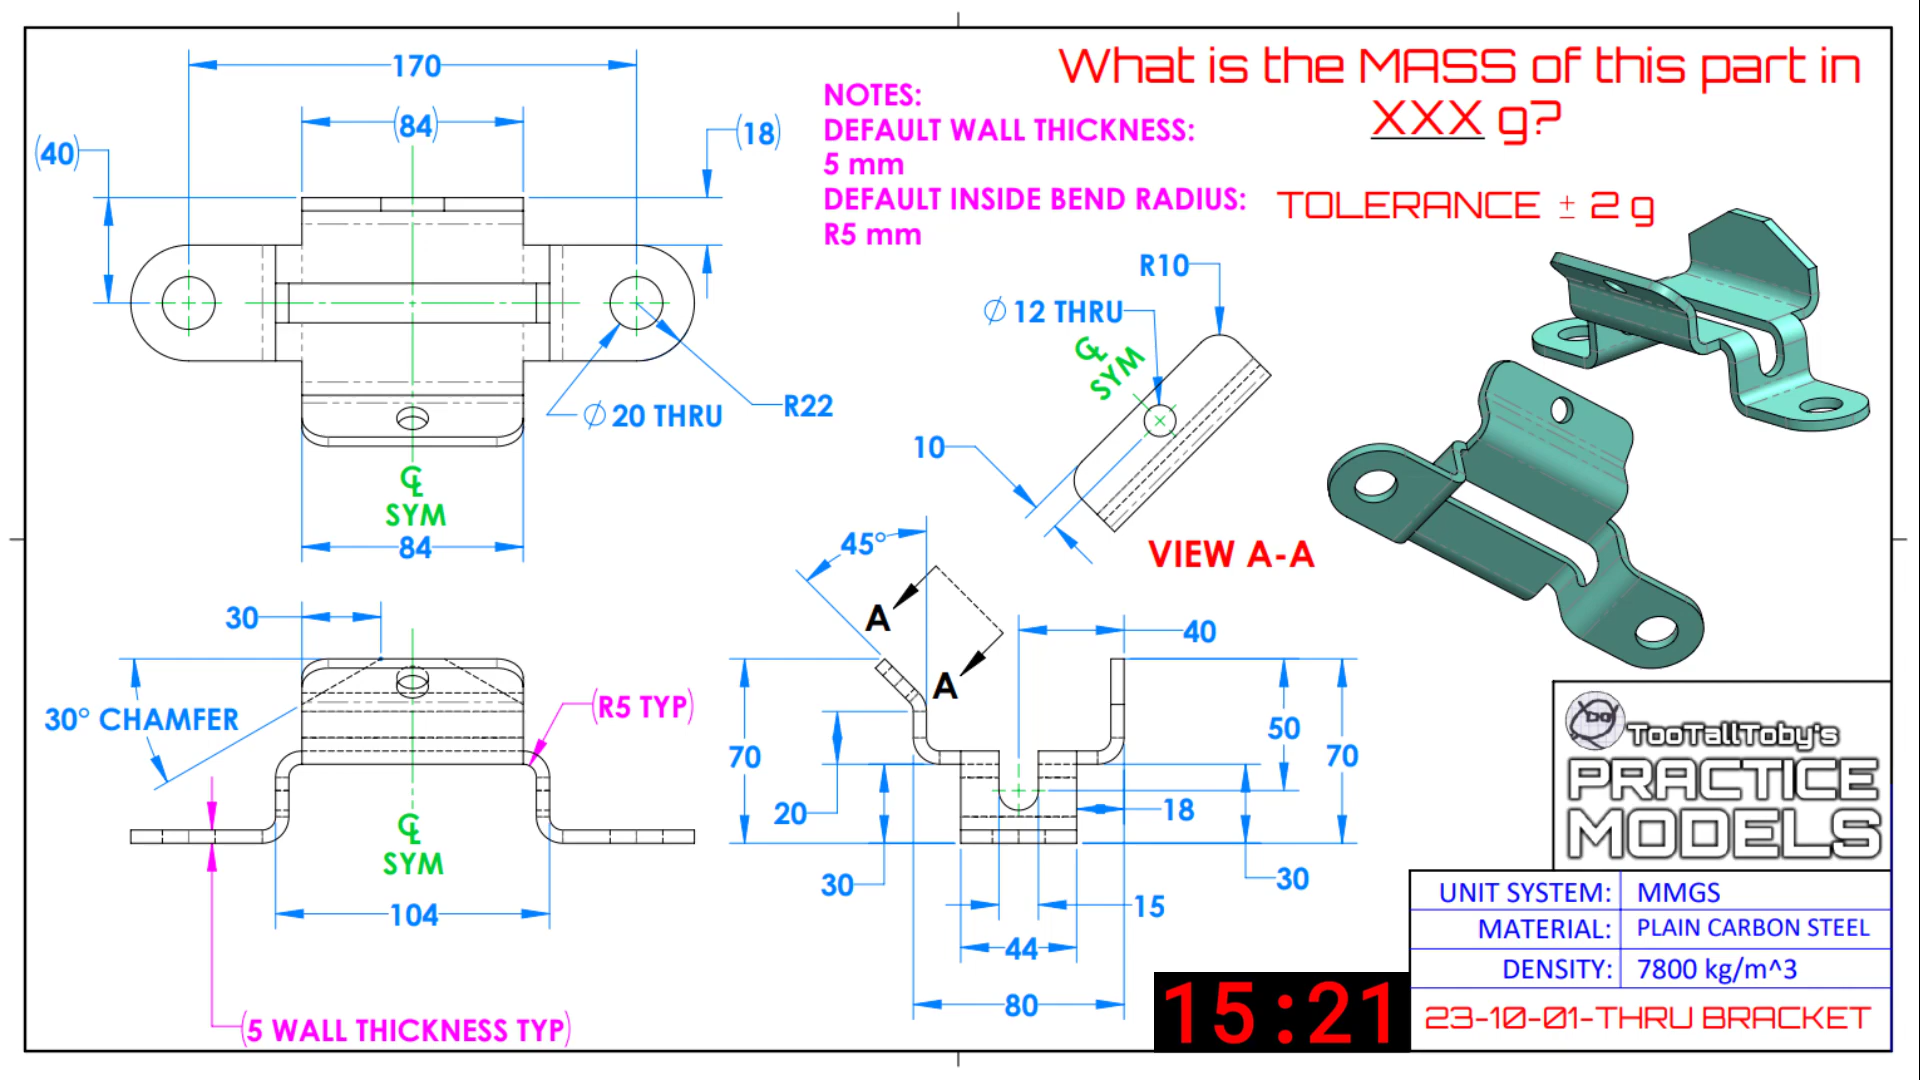 What is the MASS of this part in
XXX g?
TOLERANCE ± 2 g
NOTES:
DEFAULT WALL THICKNESS:
5 mm
DEFAULT INSIDE BEND RADIUS:
R5 mm
170
(84)
(18)
(40)
∅ 20 THRU
R22
℄
SYM
84
R10
∅ 12 THRU
℄
SYM
10
VIEW A-A
30
30° CHAMFER
(R5 TYP)
℄
SYM
104
(5 WALL THICKNESS TYP)
45°
A
A
40
70
20
30
50
70
18
30
15
44
80
TooTallToby's
PRACTICE
MODELS
UNIT SYSTEM: MMGS
MATERIAL: PLAIN CARBON STEEL
DENSITY: 7800 kg/m^3
23-10-01-THRU BRACKET
15:21